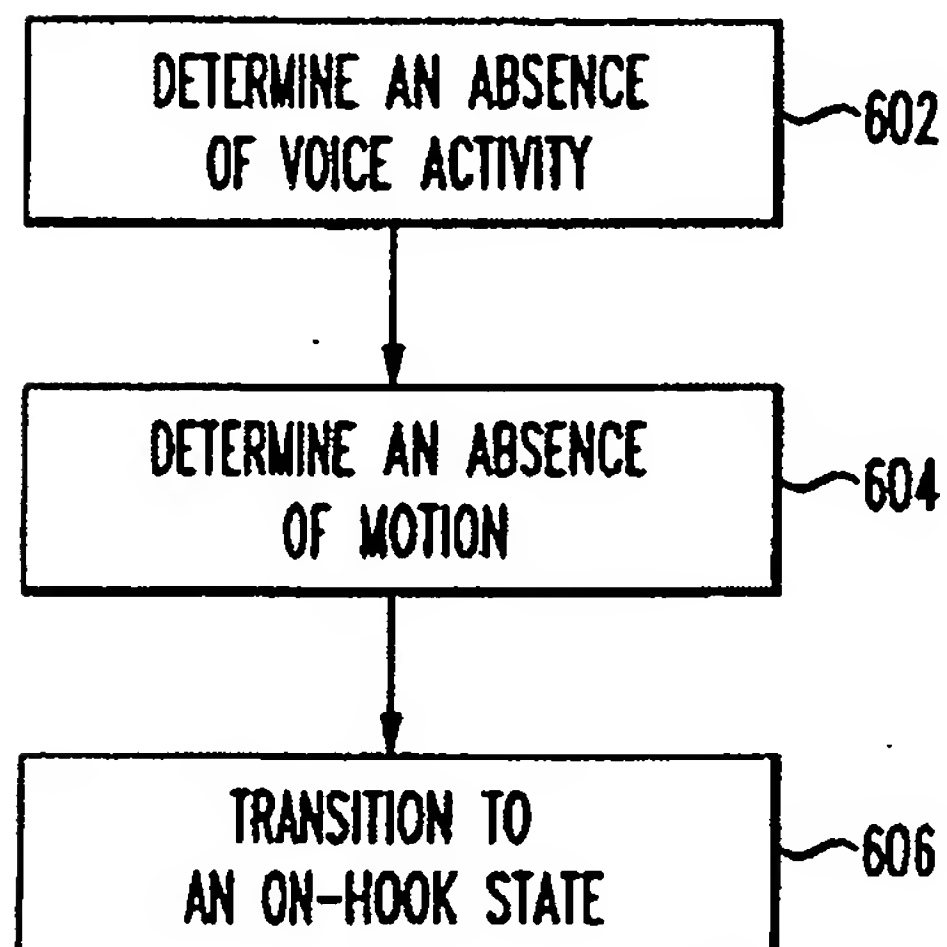 DETERMINE AN ABSENCE
OF VOICE ACTIVITY
602
DETERMINE AN ABSENCE
OF MOTION
604
TRANSITION TO
AN ON-HOOK STATE
606